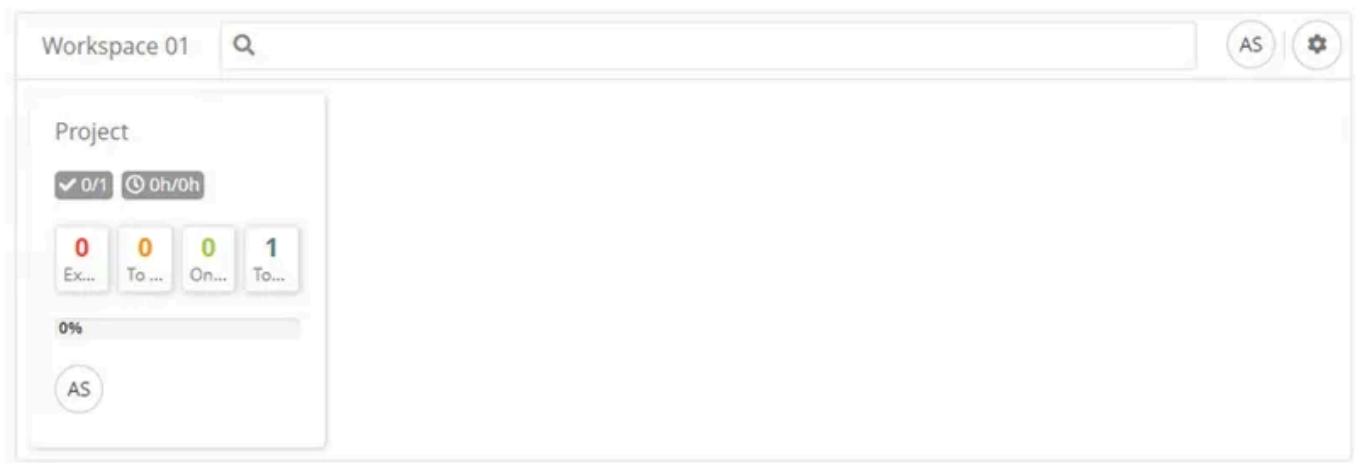 Workspace 01
AS
Project
0/1 0h/0h
0 0 0 1
Ex... To ... On... To...
0%
AS